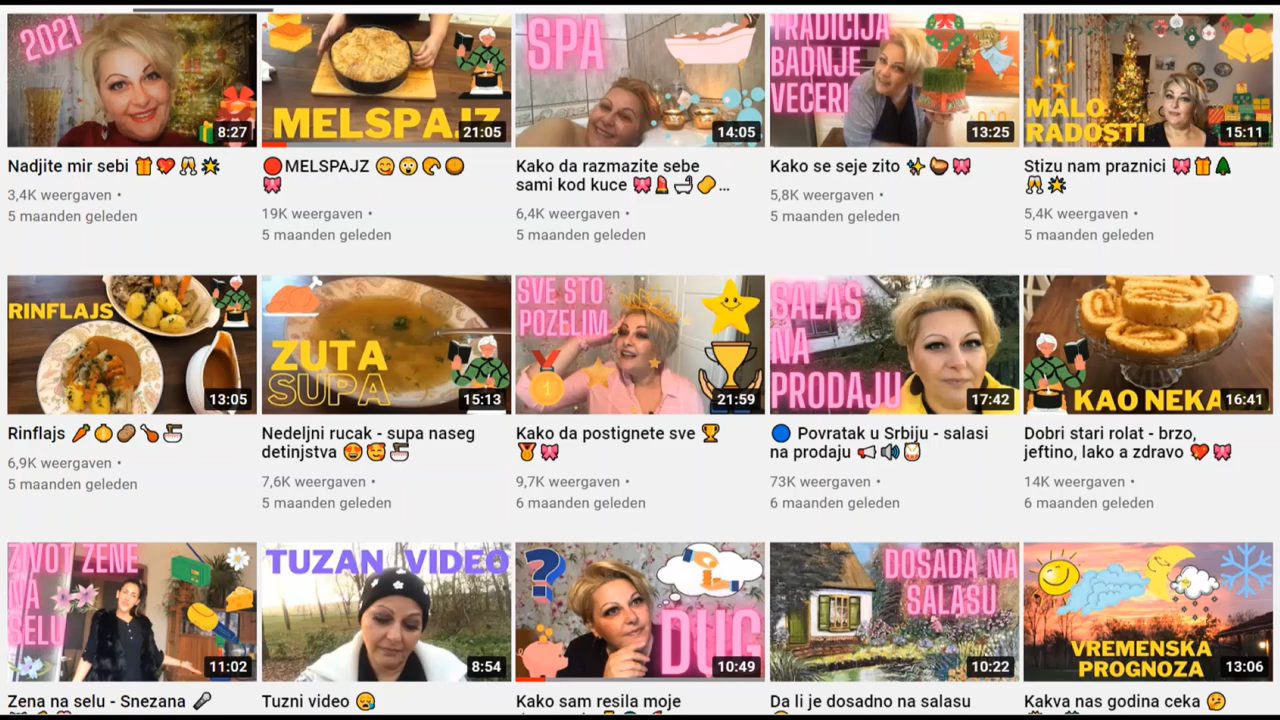 2021
8:27
MELSPAJZ
21:05
SPA
14:05
TRADICIJA
BADNJE
VECERI
13:25
MALO
RADOSTI
15:11
Nadjite mir sebi
3,4K weergaven •
5 maanden geleden
MELSPAJZ
19K weergaven •
5 maanden geleden
Kako da razmazite sebe
sami kod kuce ...
6,4K weergaven •
5 maanden geleden
Kako se seje zito
5,8K weergaven •
5 maanden geleden
Stizu nam praznici
5,4K weergaven •
5 maanden geleden
RINFLAJS
13:05
ZUTA
SUPA
15:13
SVE STO
POZELIM
1
21:59
SALAS
NA
PRODAJU
17:42
KAO NEKA
16:41
Rinflajs
6,9K weergaven •
5 maanden geleden
Nedeljni rucak - supa naseg
detinjstva
7,6K weergaven •
5 maanden geleden
Kako da postignete sve
9,7K weergaven •
6 maanden geleden
Povratak u Srbiju - salasi
na prodaju
73K weergaven •
6 maanden geleden
Dobri stari rolat - brzo,
jeftino, lako a zdravo
14K weergaven •
6 maanden geleden
ZIVOT ZENE
NA
SELU
11:02
TUZAN VIDEO
8:54
?
DUG
10:49
DOSADA NA
SALASU
10:22
VREMENSKA
PROGNOZA
13:06
Zena na selu - Snezana
Tuzni video
Kako sam resila moje
Da li je dosadno na salasu
Kakva nas godina ceka